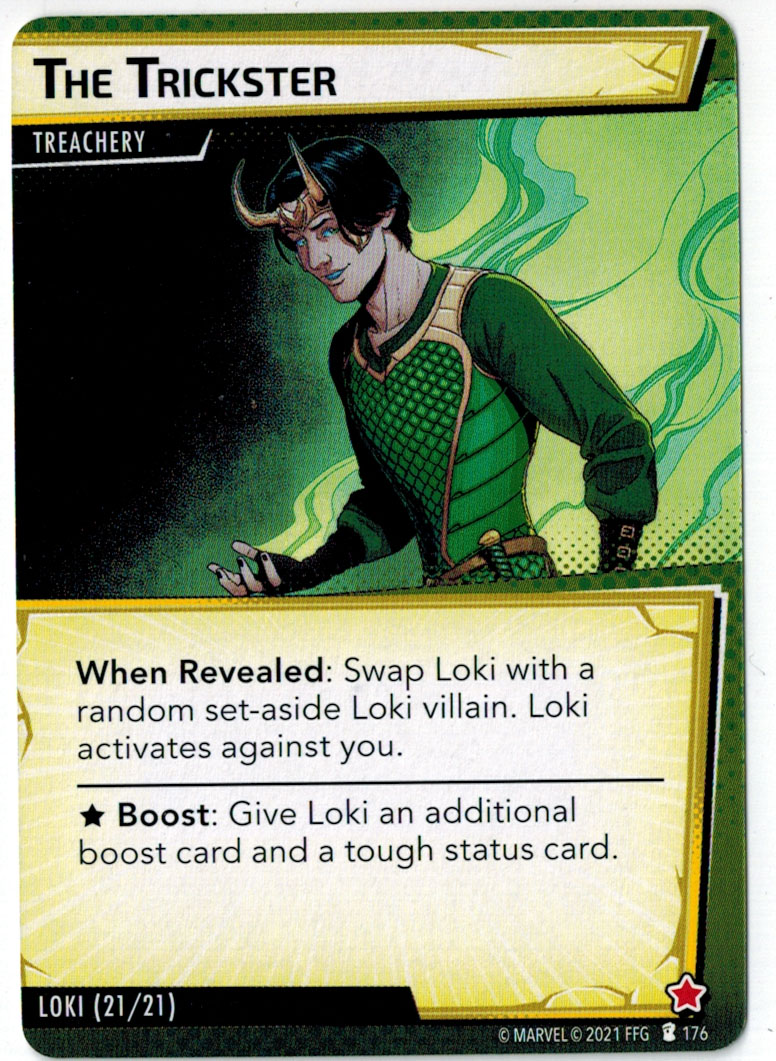 THE TRICKSTER
TREACHERY
When Revealed: Swap Loki with a
random set-aside Loki villain. Loki
activates against you.
★ Boost: Give Loki an additional
boost card and a tough status card.
LOKI (21/21)
© MARVEL © 2021 FFG 176